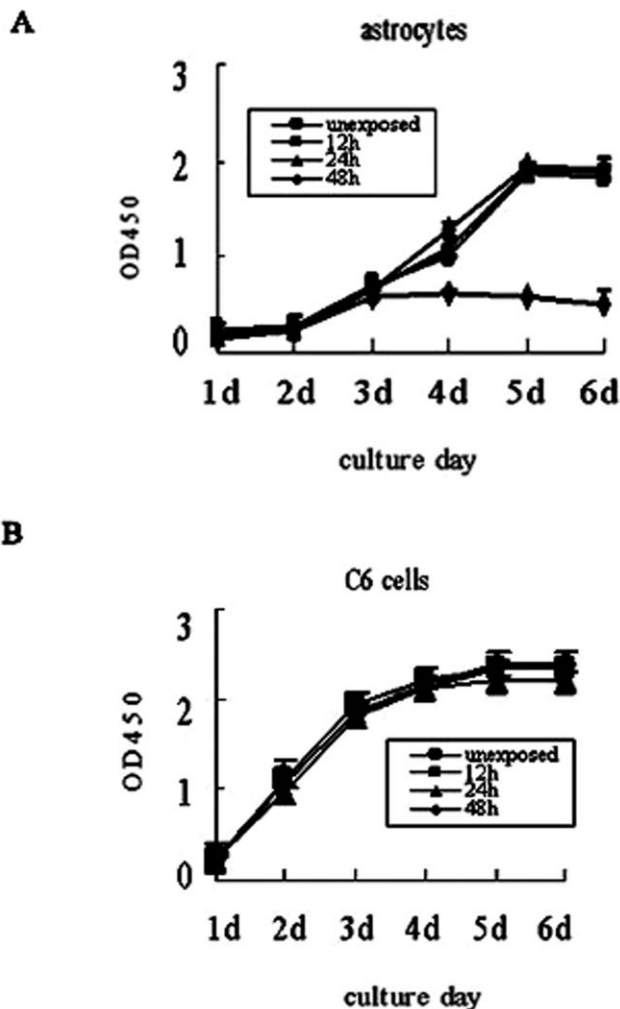 A
astrocytes
3
unexposed
12h
24h
48h
2
1
0
OD450
1d 2d 3d 4d 5d 6d
culture day
B
C6 cells
3
2
unexposed
12h
24h
48h
1
0
OD450
1d 2d 3d 4d 5d 6d
culture day